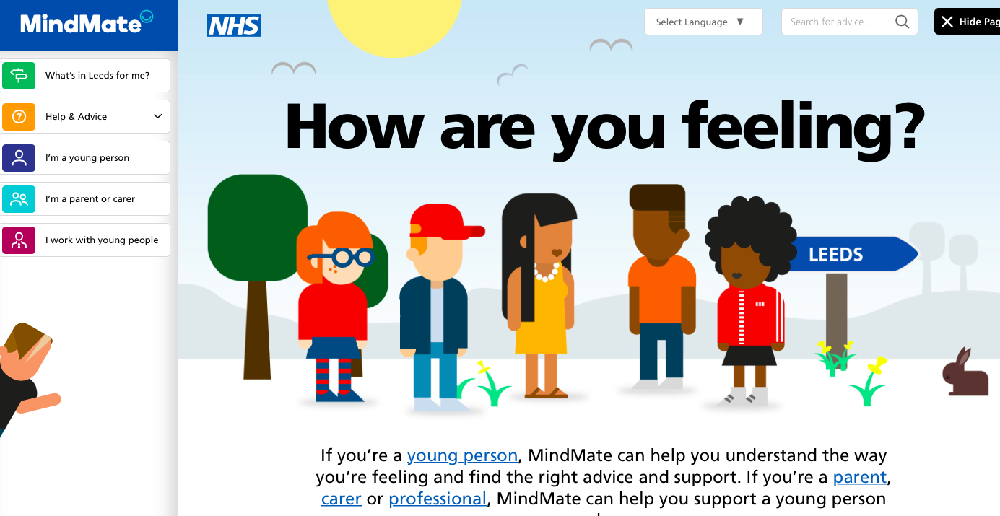 MindMate
What's in Leeds for me?
Help & Advice
I'm a young person
I'm a parent or carer
I work with young people
NHS
Select Language ▼
Search for advice...
Hide Pag
How are you feeling?
LEEDS
If you're a young person, MindMate can help you understand the way
you're feeling and find the right advice and support. If you're a parent,
carer or professional, MindMate can help you support a young person